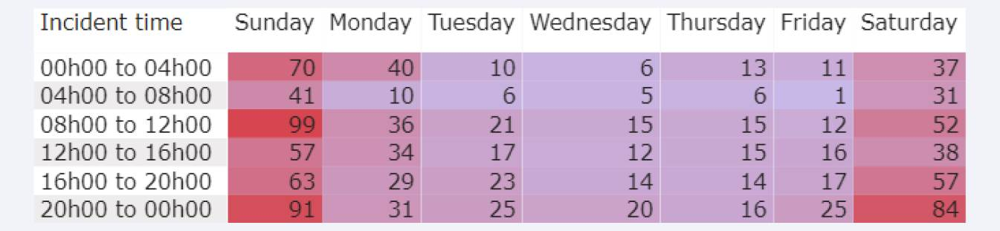 Incident time Sunday Monday Tuesday Wednesday Thursday Friday Saturday
00h00 to 04h00 70 40 10 6 13 11 37
04h00 to 08h00 41 10 6 5 6 1 31
08h00 to 12h00 99 36 21 15 15 12 52
12h00 to 16h00 57 34 17 12 15 16 38
16h00 to 20h00 63 29 23 14 14 17 57
20h00 to 00h00 91 31 25 20 16 25 84